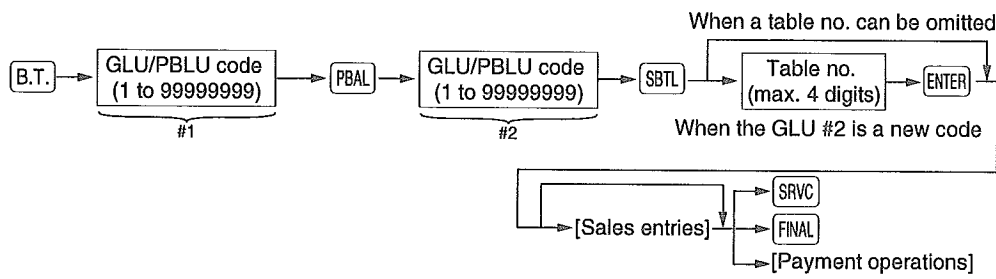 When a table no. can be omitted
B.T. GLU/PBLU code PBAL GLU/PBLU code SBTL Table no. ENTER
(1 to 99999999) (1 to 99999999) (max. 4 digits)
#1 #2 When the GLU #2 is a new code
SRVC
[Sales entries] FINAL
[Payment operations]